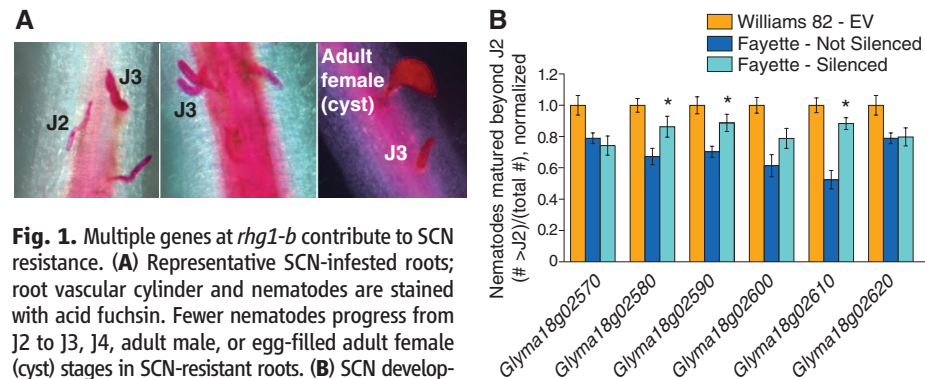 A
J3
J2
J3
Adult
female
(cyst)
J3
Fig. 1. Multiple genes at rhg1-b contribute to SCN
resistance. (A) Representative SCN-infested roots;
root vascular cylinder and nematodes are stained
with acid fuchsin. Fewer nematodes progress from
J2 to J3, J4, adult male, or egg-filled adult female
(cyst) stages in SCN-resistant roots. (B) SCN develop-
B
Williams 82 - EV
Fayette - Not Silenced
Fayette - Silenced
Nematodes matured beyond J2
(# >J2)/(total #), normalized
1.2
1.0
0.8
0.6
0.4
0.2
0
*
*
*
Glyma18g02570
Glyma18g02580
Glyma18g02590
Glyma18g02600
Glyma18g02610
Glyma18g02620